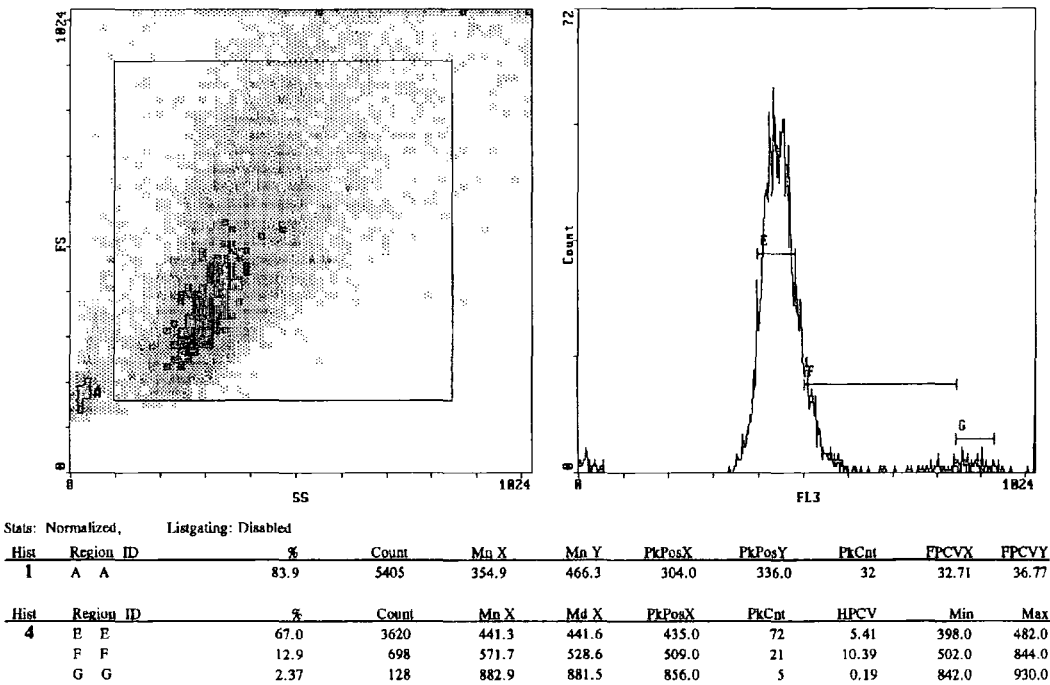 1024
FS
0
A
0
SS
1024
72
Count
0
E
F
G
0
FL3
1024
Stats: Normalized, Listgating: Disabled
Hist Region ID % Count Mn X Mn Y PkPosX PkPosY PkCnt FPCVX FPCVY
1 A A 83.9 5405 354.9 466.3 304.0 336.0 32 32.71 36.77
Hist Region ID % Count Mn X Md X PkPosX PkCnt HPCV Min Max
4 E E 67.0 3620 441.3 441.6 435.0 72 5.41 398.0 482.0
F F 12.9 698 571.7 528.6 509.0 21 10.39 502.0 844.0
G G 2.37 128 882.9 881.5 856.0 5 0.19 842.0 930.0